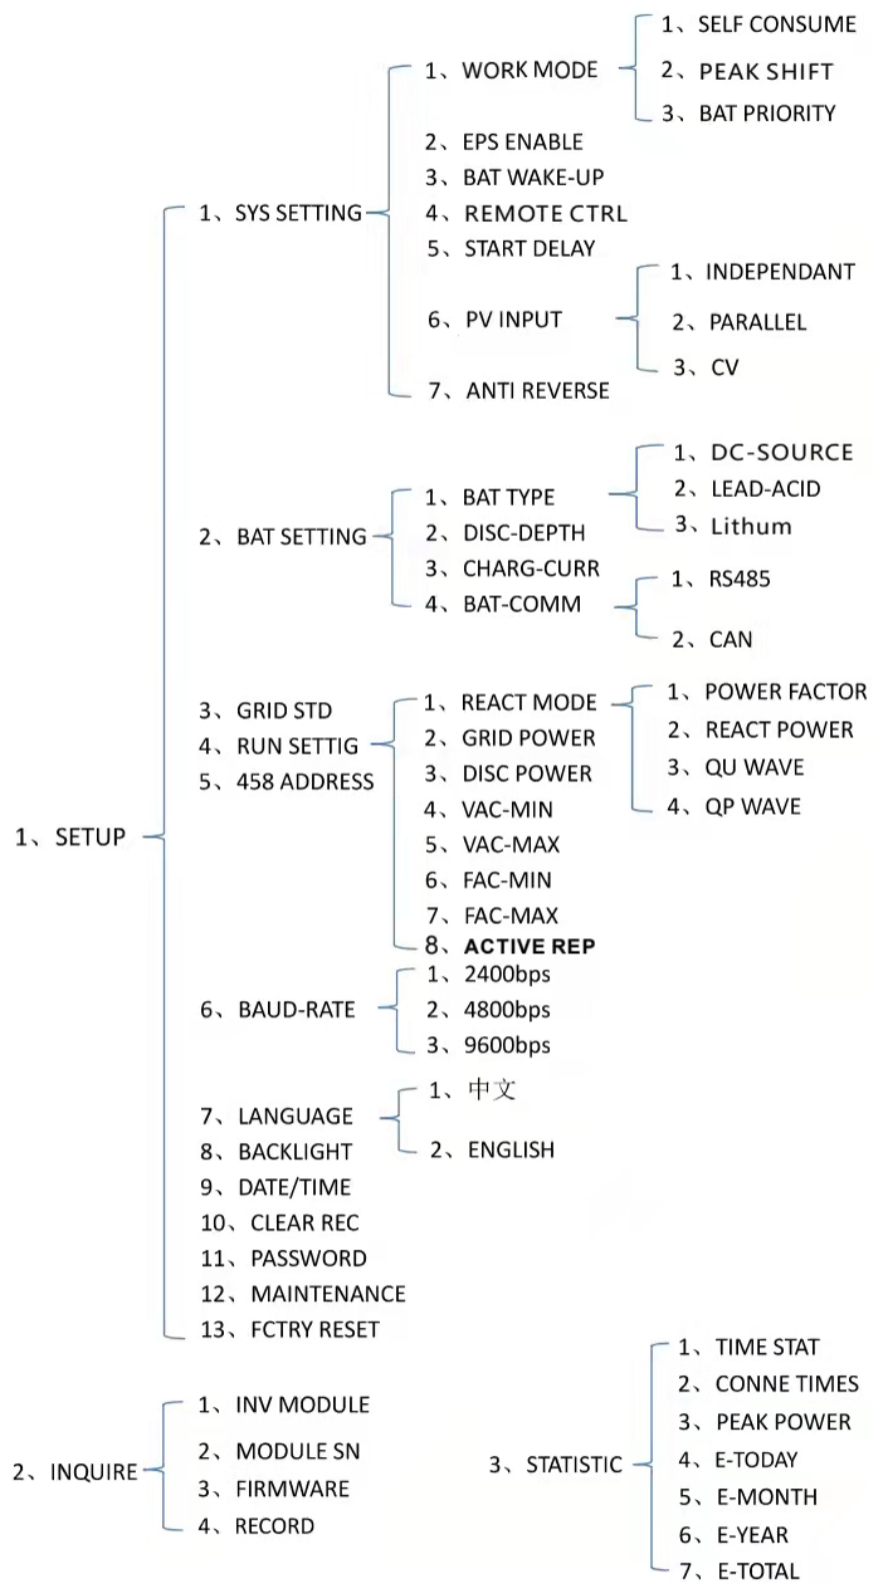 1、SETUP
1、SYS SETTING
1、WORK MODE
1、SELF CONSUME
2、PEAK SHIFT
3、BAT PRIORITY
2、EPS ENABLE
3、BAT WAKE-UP
4、REMOTE CTRL
5、START DELAY
6、PV INPUT
1、INDEPENDANT
2、PARALLEL
3、CV
7、ANTI REVERSE
2、BAT SETTING
1、BAT TYPE
1、DC-SOURCE
2、LEAD-ACID
3、Lithum
2、DISC-DEPTH
3、CHARG-CURR
4、BAT-COMM
1、RS485
2、CAN
3、GRID STD
4、RUN SETTIG
1、REACT MODE
1、POWER FACTOR
2、REACT POWER
3、QU WAVE
4、QP WAVE
2、GRID POWER
3、DISC POWER
4、VAC-MIN
5、VAC-MAX
6、FAC-MIN
7、FAC-MAX
8、ACTIVE REP
5、458 ADDRESS
6、BAUD-RATE
1、2400bps
2、4800bps
3、9600bps
7、LANGUAGE
1、中文
2、ENGLISH
8、BACKLIGHT
9、DATE/TIME
10、CLEAR REC
11、PASSWORD
12、MAINTENANCE
13、FCTRY RESET
2、INQUIRE
1、INV MODULE
2、MODULE SN
3、FIRMWARE
4、RECORD
3、STATISTIC
1、TIME STAT
2、CONNE TIMES
3、PEAK POWER
4、E-TODAY
5、E-MONTH
6、E-YEAR
7、E-TOTAL